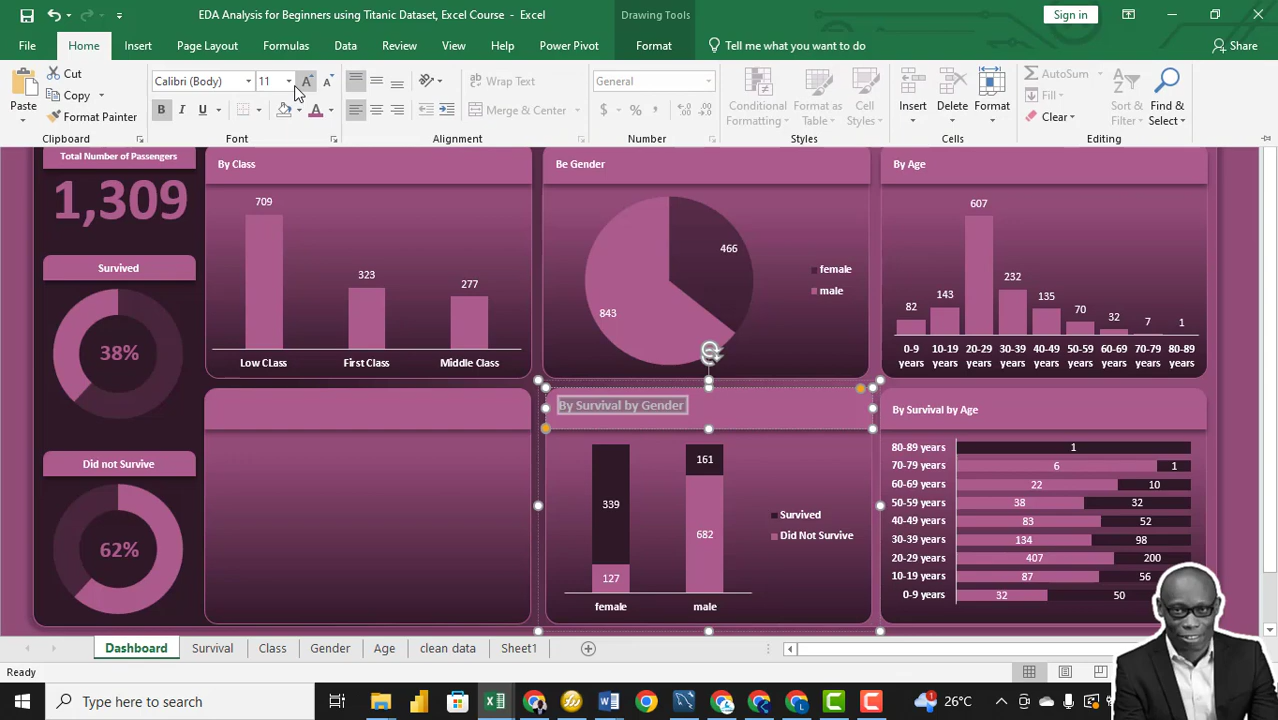 EDA Analysis for Beginners using Titanic Dataset, Excel Course - Excel
Drawing Tools
Sign in
File
Home
Insert
Page Layout
Formulas
Data
Review
View
Help
Power Pivot
Format
Tell me what you want to do
Share
Paste
Cut
Copy
Format Painter
Clipboard
Calibri (Body)
11
B I U
Font
Wrap Text
Merge & Center
Alignment
General
$ % ,
Number
Conditional
Formatting
Format as
Table
Cell
Styles
Styles
Insert
Delete
Format
Cells
AutoSum
Fill
Clear
Sort &
Filter
Find &
Select
Editing
Total Number of Passengers
1,309
Survived
38%
Did not Survive
62%
By Class
709
323
277
Low CLass
First Class
Middle Class
Be Gender
466
843
female
male
By Age
82
143
607
232
135
70
32
7
1
0-9
years
10-19
years
20-29
years
30-39
years
40-49
years
50-59
years
60-69
years
70-79
years
80-89
years
By Survival by Gender
339
127
161
682
female
male
Survived
Did Not Survive
By Survival by Age
80-89 years 1
70-79 years 6 1
60-69 years 22 10
50-59 years 38 32
40-49 years 83 52
30-39 years 134 98
20-29 years 407 200
10-19 years 87 56
0-9 years 32 50
Dashboard
Survival
Class
Gender
Age
clean data
Sheet1
Ready
Type here to search
1
26°C